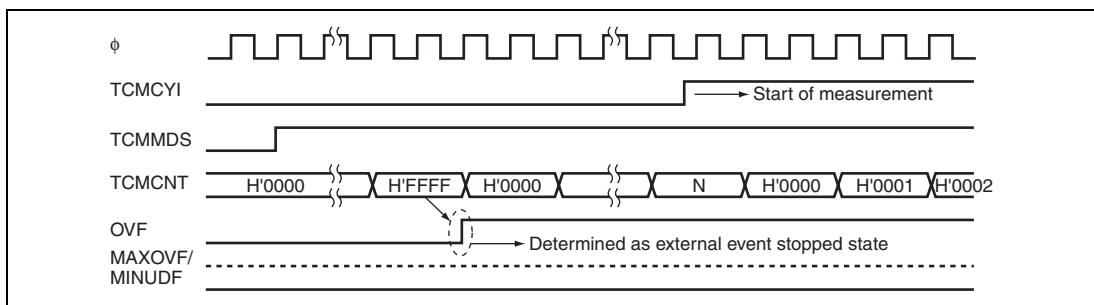 ϕ
TCMCYI
Start of measurement
TCMMDS
TCMCNT H'0000 H'FFFF H'0000 N H'0000 H'0001 H'0002
OVF
Determined as external event stopped state
MAXOVF/
MINUDF